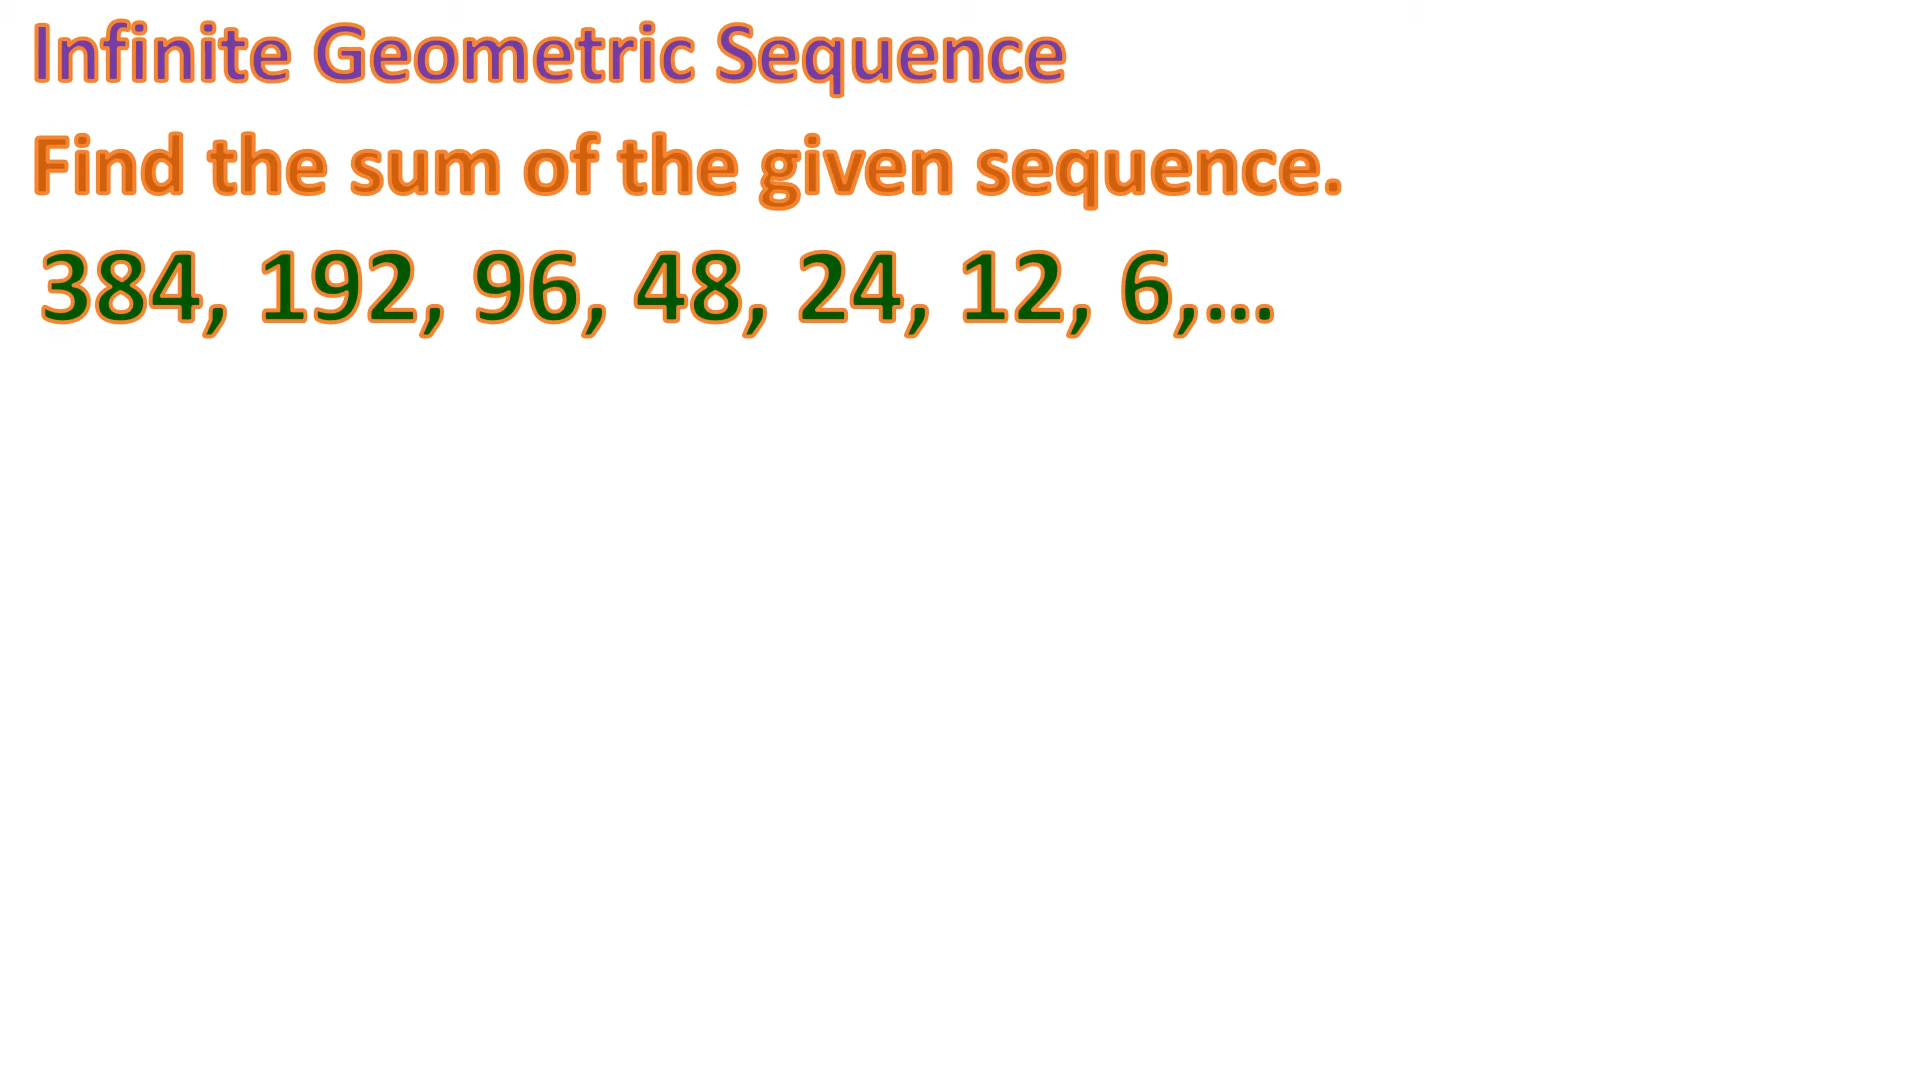 Infinite Geometric Sequence
Find the sum of the given sequence.
384, 192, 96, 48, 24, 12, 6,...